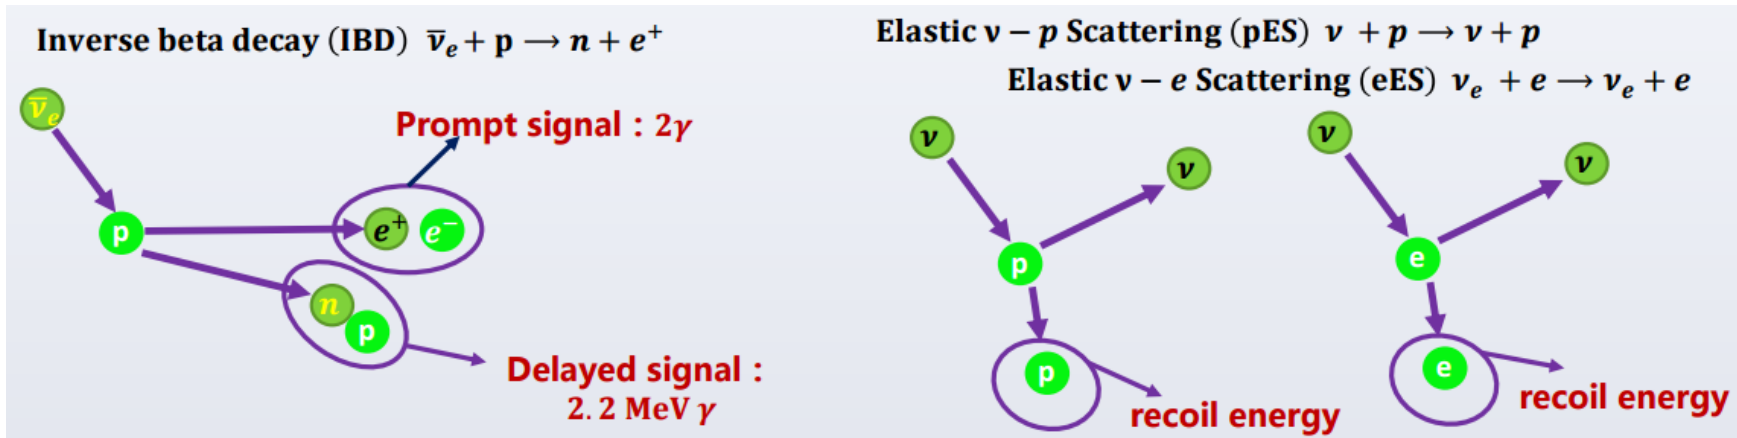 Inverse beta decay (IBD) ν̅ₑ + p ⟶ n + e⁺
ν̅ₑ
Prompt signal : 2γ
p
e⁺ e⁻
n
p
Delayed signal :
2. 2 MeV γ
Elastic ν − p Scattering (pES) ν + p ⟶ ν + p
Elastic ν − e Scattering (eES) νₑ + e ⟶ νₑ + e
ν
ν
p
p
recoil energy
ν
ν
e
e
recoil energy